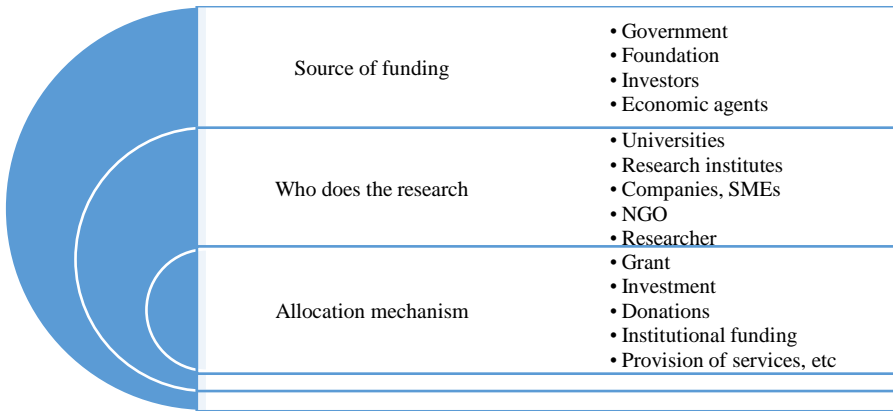 Source of funding
• Government
• Foundation
• Investors
• Economic agents
Who does the research
• Universities
• Research institutes
• Companies, SMEs
• NGO
• Researcher
Allocation mechanism
• Grant
• Investment
• Donations
• Institutional funding
• Provision of services, etc